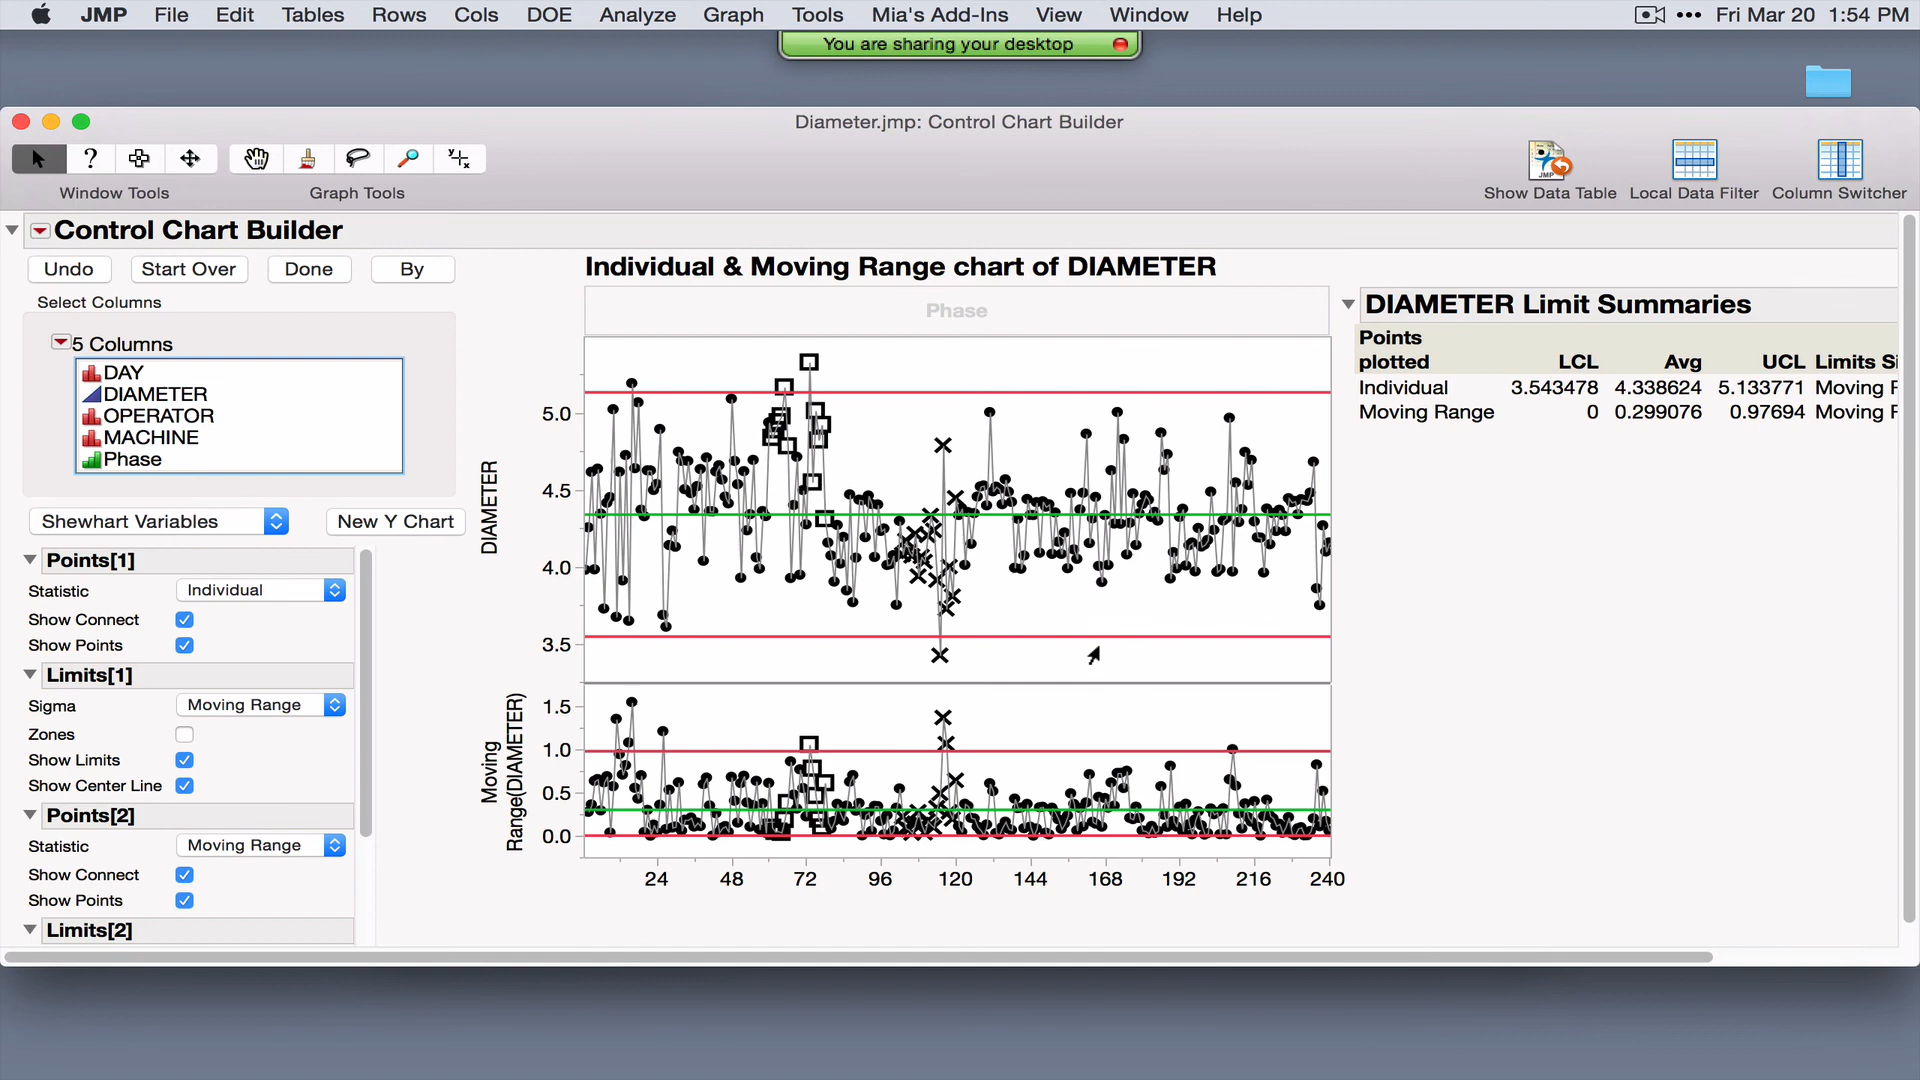 JMP File Edit Tables Rows Cols DOE Analyze Graph Tools Mia's Add-Ins View Window Help Fri Mar 20 1:54 PM
You are sharing your desktop
Diameter.jmp: Control Chart Builder
?
JMP
Window Tools Graph Tools Show Data Table Local Data Filter Column Switcher
Control Chart Builder
Undo Start Over Done By
Select Columns
5 Columns
DAY
DIAMETER
OPERATOR
MACHINE
Phase
Shewhart Variables New Y Chart
Points[1]
Statistic Individual
Show Connect
Show Points
Limits[1]
Sigma Moving Range
Zones
Show Limits
Show Center Line
Points[2]
Statistic Moving Range
Show Connect
Show Points
Limits[2]
Individual & Moving Range chart of DIAMETER
Phase
DIAMETER
5.0
4.5
4.0
3.5
Moving
Range(DIAMETER)
1.5
1.0
0.5
0.0
24 48 72 96 120 144 168 192 216 240
DIAMETER Limit Summaries
Points
plotted LCL Avg UCL Limits Si
Individual 3.543478 4.338624 5.133771 Moving F
Moving Range 0 0.299076 0.97694 Moving F